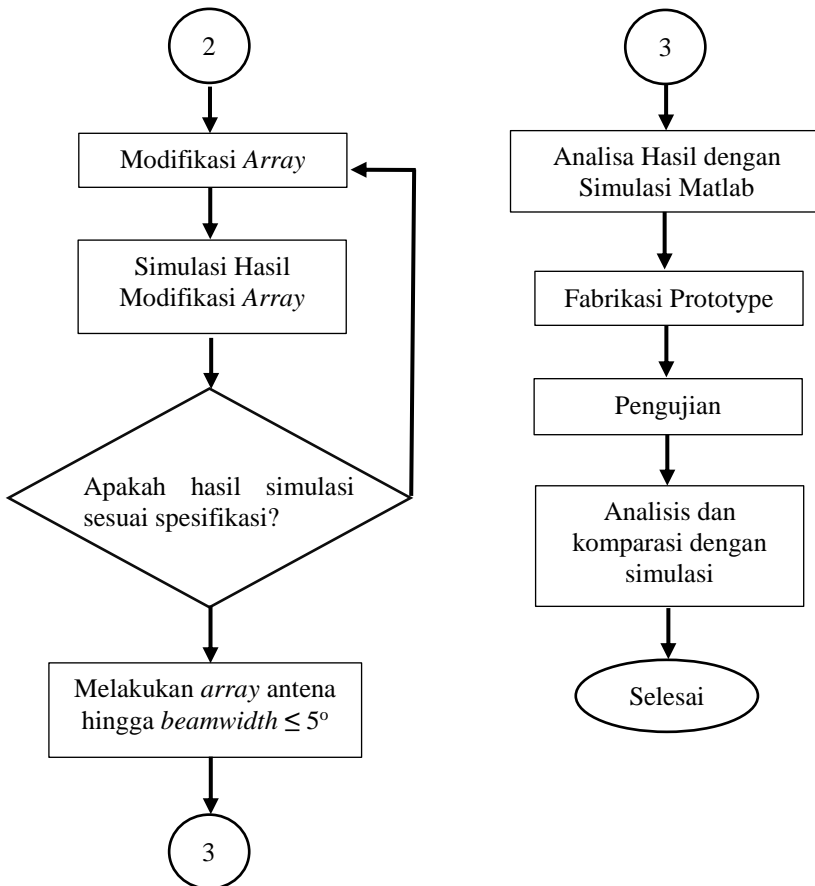 2
Modifikasi Array
Simulasi Hasil
Modifikasi Array
Apakah hasil simulasi
sesuai spesifikasi?
Melakukan array antena
hingga beamwidth ≤ 5°
3
3
Analisa Hasil dengan
Simulasi Matlab
Fabrikasi Prototype
Pengujian
Analisis dan
komparasi dengan
simulasi
Selesai